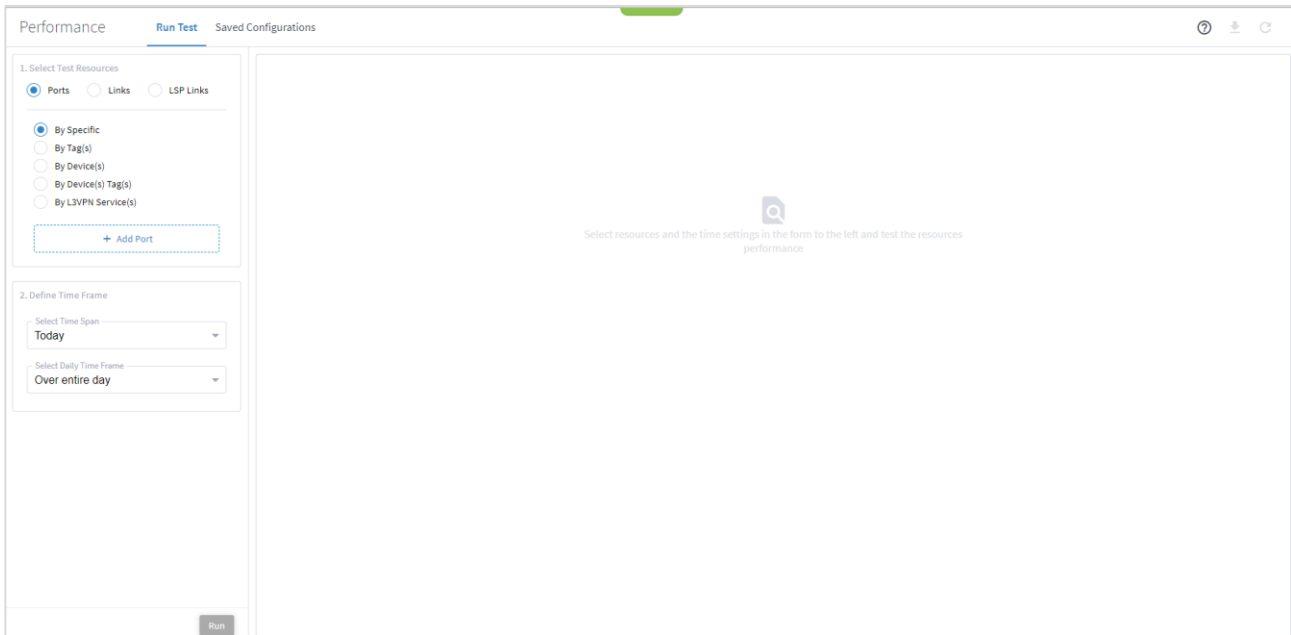 Performance
Run Test
Saved Configurations
1. Select Test Resources
Ports
Links
LSP Links
By Specific
By Tag(s)
By Device(s)
By Device(s) Tag(s)
By L3VPN Service(s)
+ Add Port
2. Define Time Frame
Select Time Span
Today
Select Daily Time Frame
Over entire day
Run
Select resources and the time settings in the form to the left and test the resources
performance